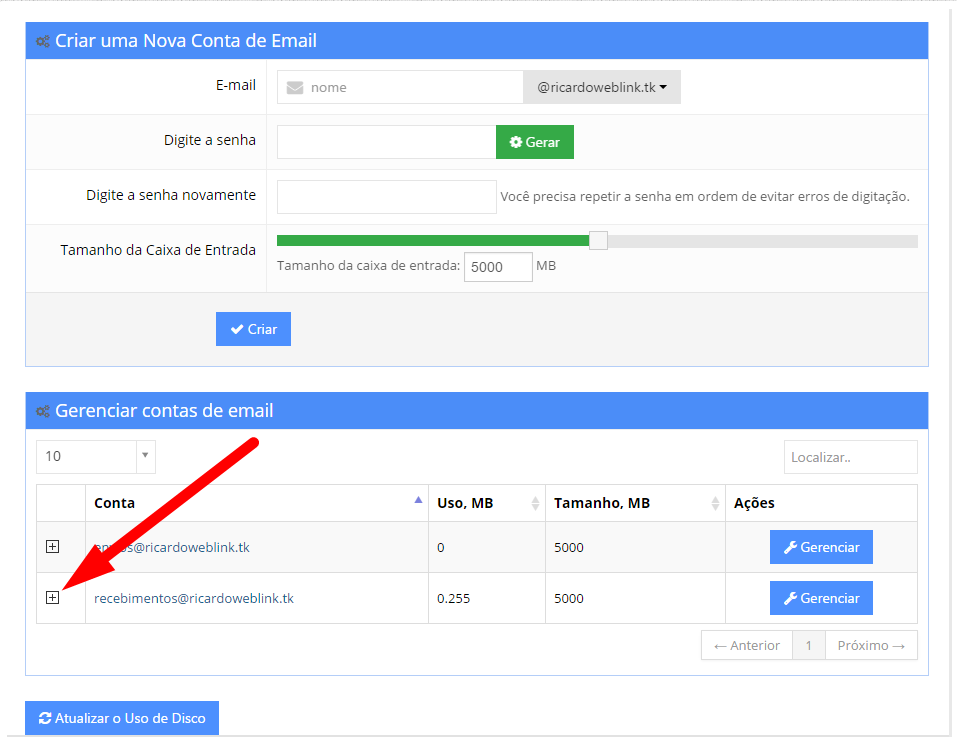 Criar uma Nova Conta de Email
E-mail nome @ricardoweblink.tk
Digite a senha Gerar
Digite a senha novamente Você precisa repetir a senha em ordem de evitar erros de digitação.
Tamanho da Caixa de Entrada
Tamanho da caixa de entrada: 5000 MB
Criar
Gerenciar contas de email
10 Localizar..
Conta Uso, MB Tamanho, MB Ações
@ricardoweblink.tk 0 5000 Gerenciar
recebimentos@ricardoweblink.tk 0.255 5000 Gerenciar
← Anterior 1 Próximo →
Atualizar o Uso de Disco